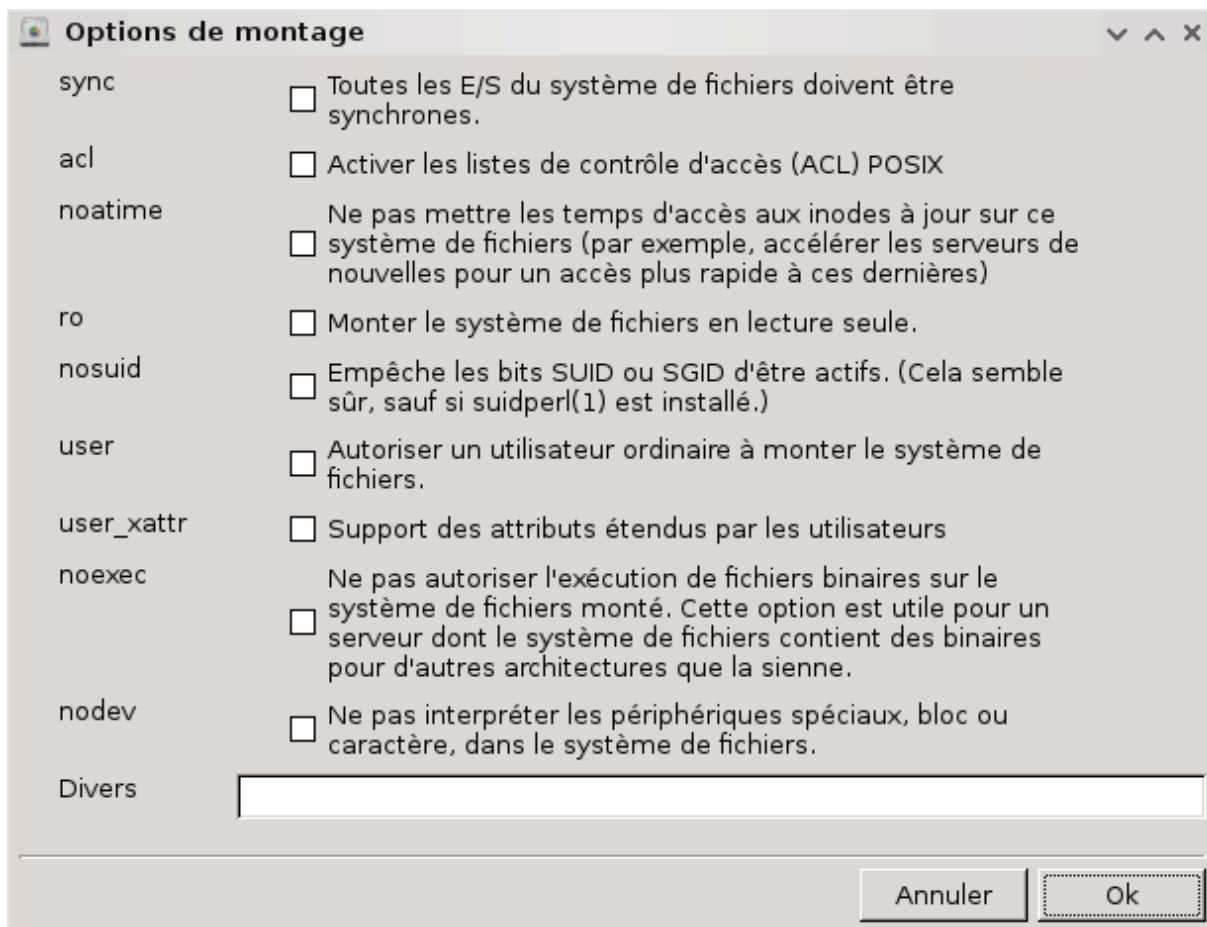 Options de montage
sync
Toutes les E/S du système de fichiers doivent être
synchrones.
acl
Activer les listes de contrôle d'accès (ACL) POSIX
noatime
Ne pas mettre les temps d'accès aux inodes à jour sur ce
système de fichiers (par exemple, accélérer les serveurs de
nouvelles pour un accès plus rapide à ces dernières)
ro
Monter le système de fichiers en lecture seule.
nosuid
Empêche les bits SUID ou SGID d'être actifs. (Cela semble
sûr, sauf si suidperl(1) est installé.)
user
Autoriser un utilisateur ordinaire à monter le système de
fichiers.
user_xattr
Support des attributs étendus par les utilisateurs
noexec
Ne pas autoriser l'exécution de fichiers binaires sur le
système de fichiers monté. Cette option est utile pour un
serveur dont le système de fichiers contient des binaires
pour d'autres architectures que la sienne.
nodev
Ne pas interpréter les périphériques spéciaux, bloc ou
caractère, dans le système de fichiers.
Divers
Annuler
Ok